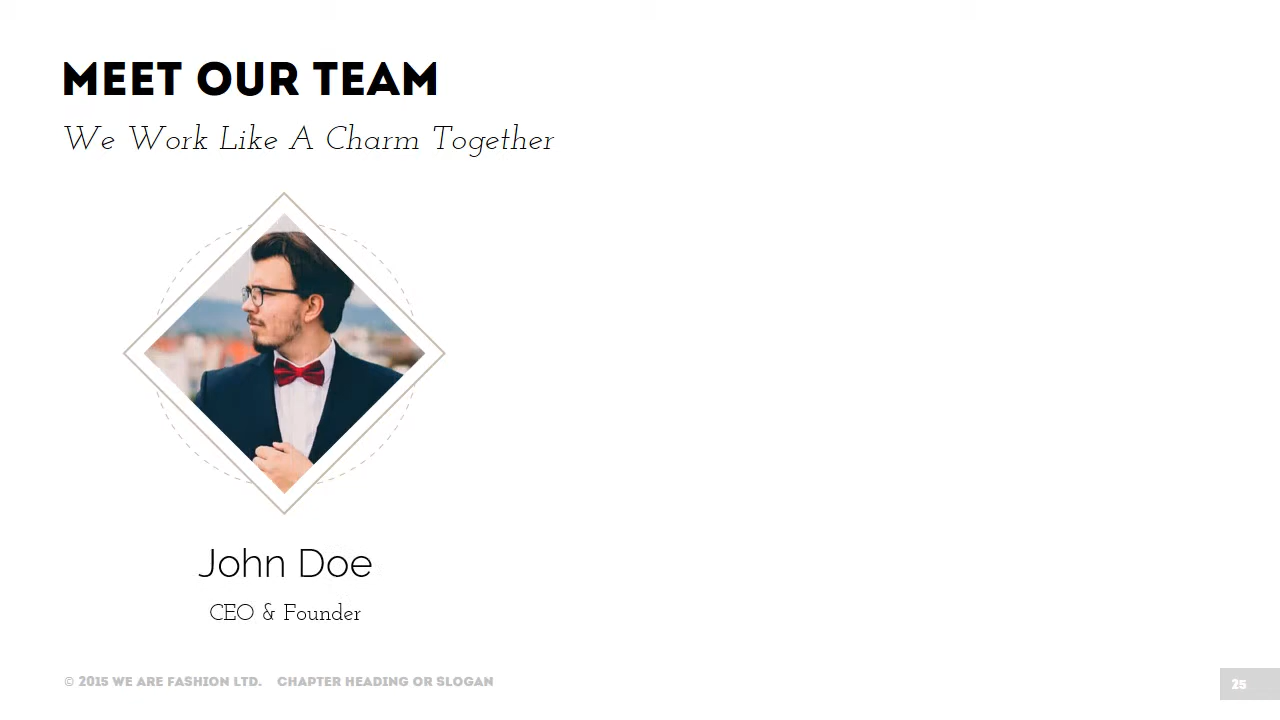 MEET OUR TEAM
We Work Like A Charm Together
John Doe
CEO & Founder
© 2015 WE ARE FASHION LTD. CHAPTER HEADING OR SLOGAN
25